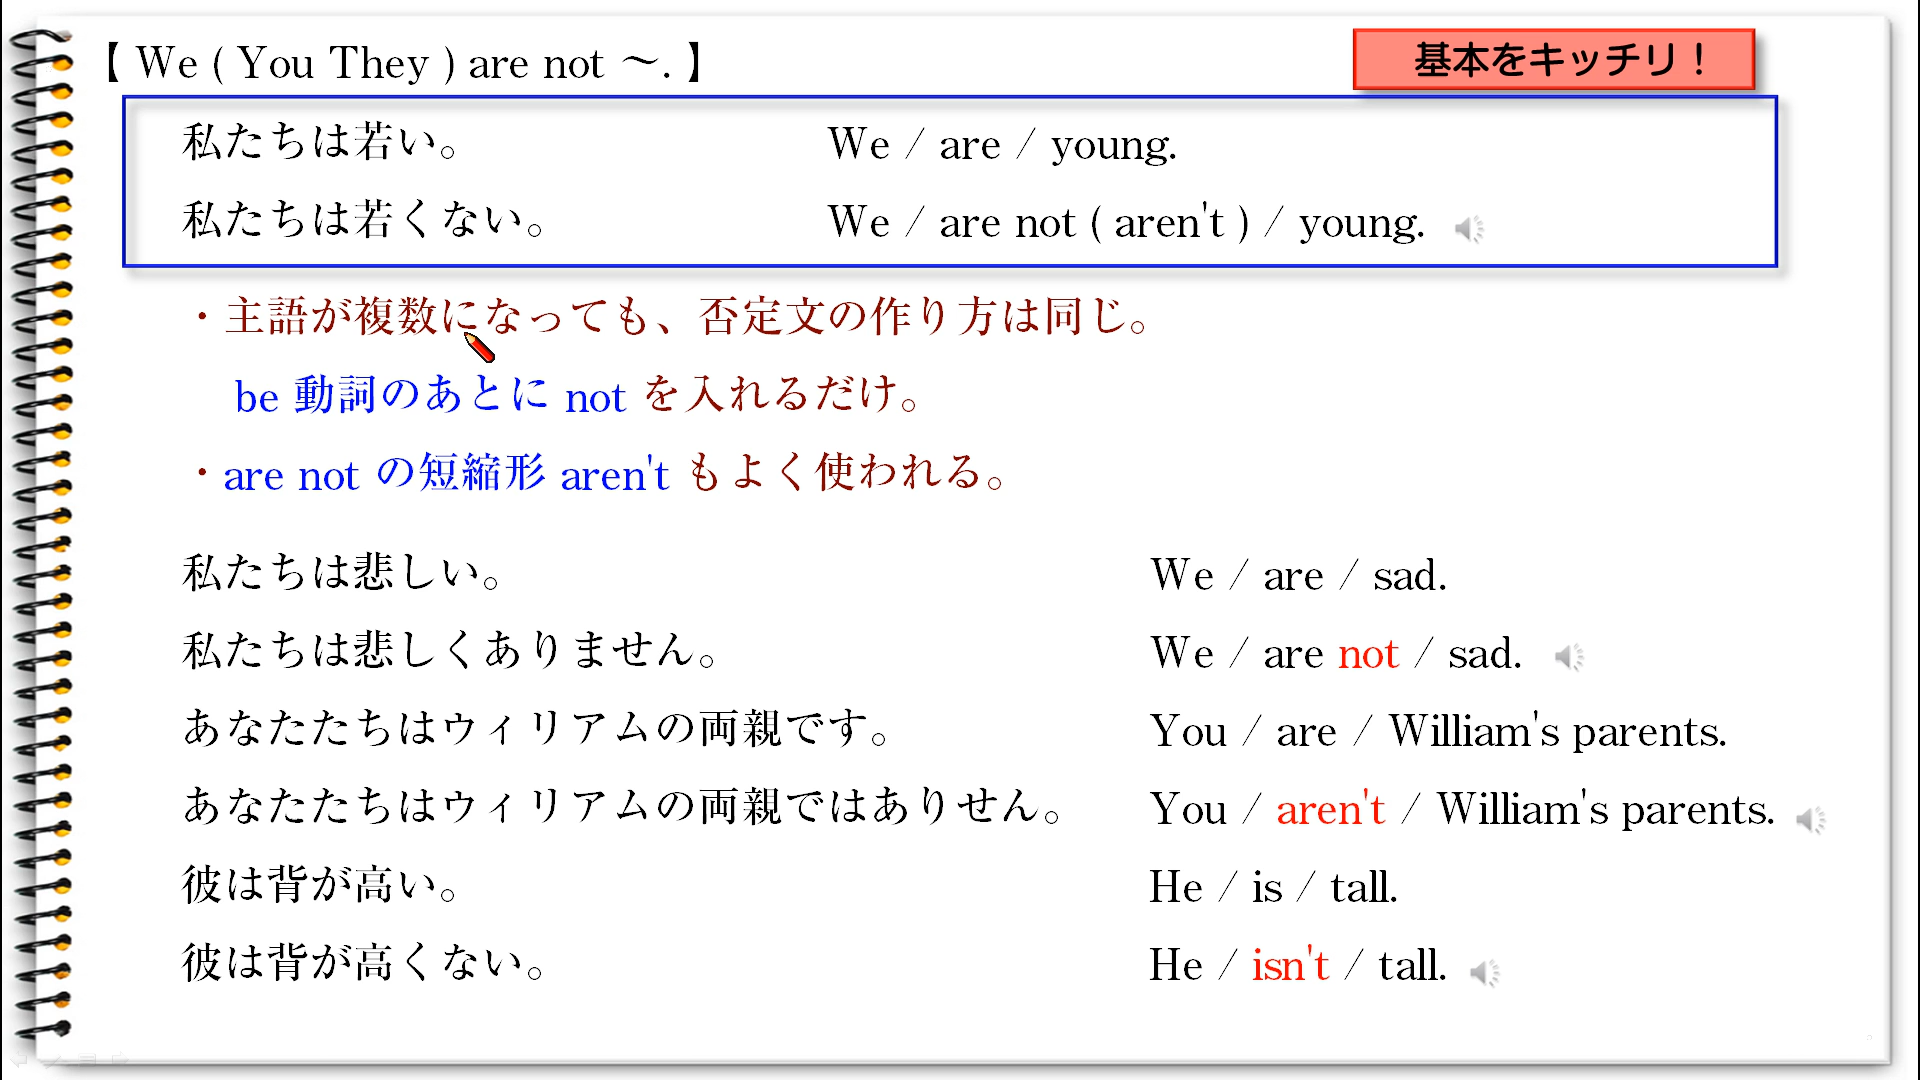 【 We ( You They ) are not ～. 】
基本をキッチリ！
私たちは若い。 We / are / young.
私たちは若くない。 We / are not ( aren't ) / young.
・主語が複数になっても、否定文の作り方は同じ。
be 動詞のあとに not を入れるだけ。
・are not の短縮形 aren't もよく使われる。
私たちは悲しい。 We / are / sad.
私たちは悲しくありません。 We / are not / sad.
あなたたちはウィリアムの両親です。 You / are / William's parents.
あなたたちはウィリアムの両親ではありせん。 You / aren't / William's parents.
彼は背が高い。 He / is / tall.
彼は背が高くない。 He / isn't / tall.